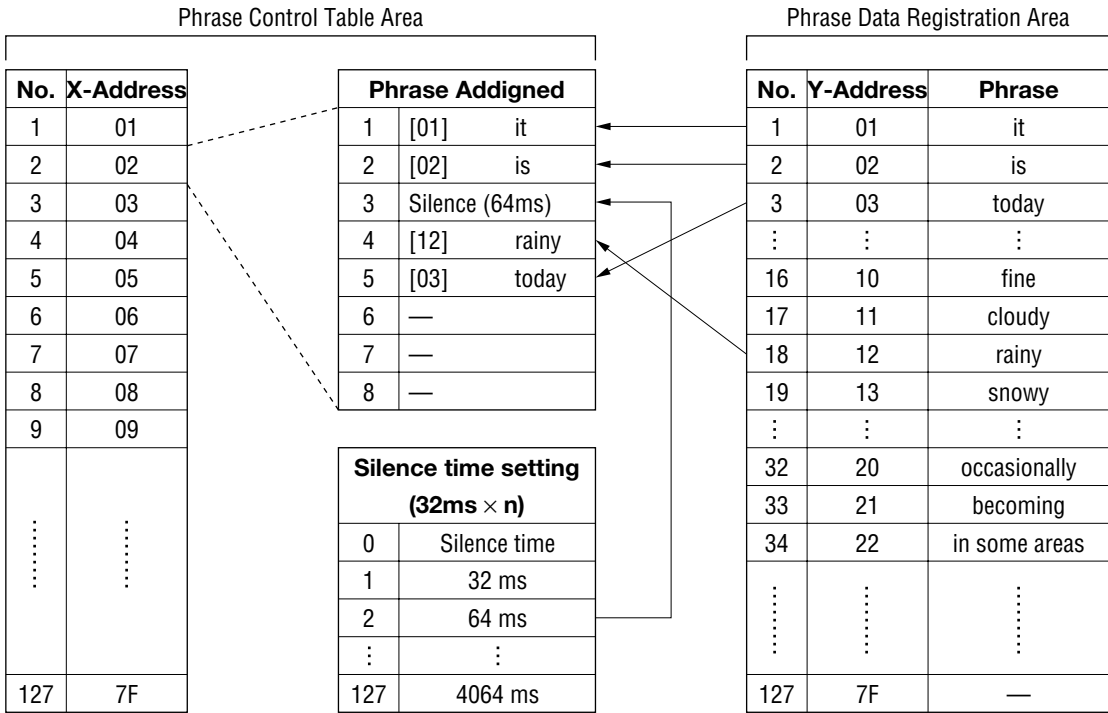 Phrase Control Table Area
Phrase Data Registration Area
No. X-Address
1 01
2 02
3 03
4 04
5 05
6 06
7 07
8 08
9 09
⋮ ⋮
127 7F
Phrase Addigned
1 [01] it
2 [02] is
3 Silence (64ms)
4 [12] rainy
5 [03] today
6 —
7 —
8 —
Silence time setting
(32ms × n)
0 Silence time
1 32 ms
2 64 ms
⋮ ⋮
127 4064 ms
No. Y-Address Phrase
1 01 it
2 02 is
3 03 today
⋮ ⋮ ⋮
16 10 fine
17 11 cloudy
18 12 rainy
19 13 snowy
⋮ ⋮ ⋮
32 20 occasionally
33 21 becoming
34 22 in some areas
⋮ ⋮ ⋮
127 7F —